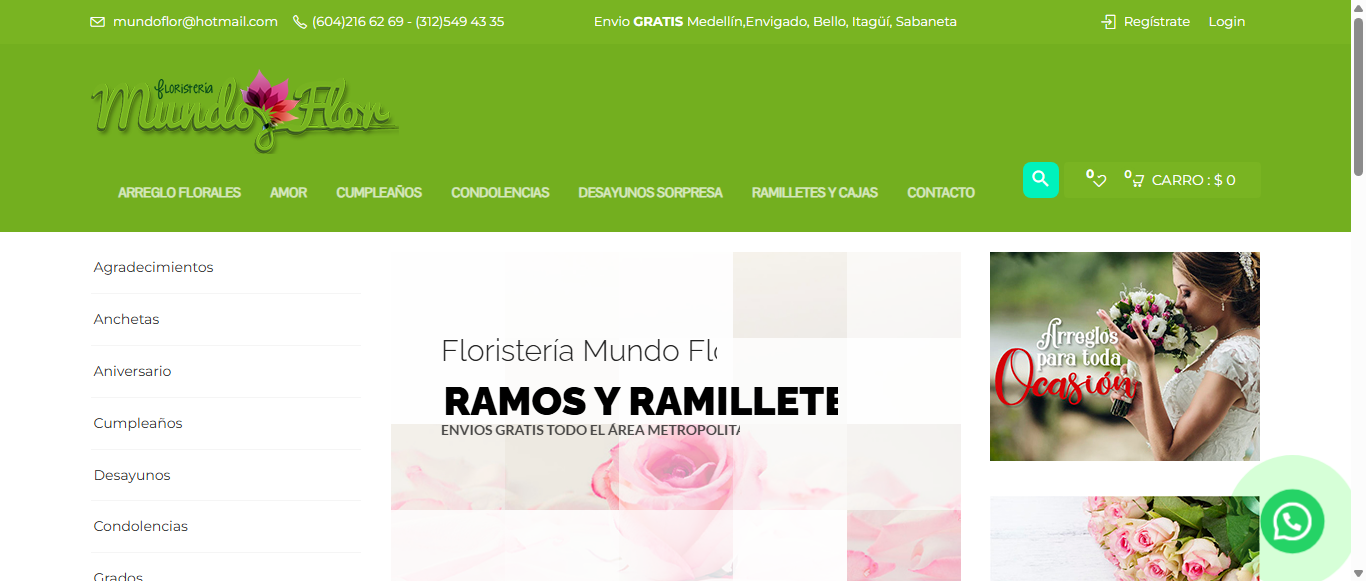 mundoflor@hotmail.com (604)216 62 69 - (312)549 43 35 Envio GRATIS Medellín,Envigado, Bello, Itagüí, Sabaneta Regístrate Login
floristería
Mundo Flor
ARREGLO FLORALES AMOR CUMPLEAÑOS CONDOLENCIAS DESAYUNOS SORPRESA RAMILLETES Y CAJAS CONTACTO 0 0 CARRO : $ 0
Agradecimientos
Anchetas
Aniversario
Cumpleaños
Desayunos
Condolencias
Grados
Floristería Mundo Flo
RAMOS Y RAMILLETE
ENVIOS GRATIS TODO EL ÁREA METROPOLITA
Arreglos
para toda
Ocasión